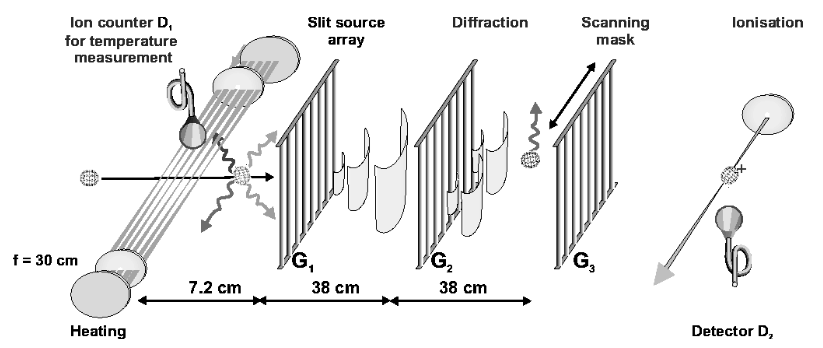 Ion counter D1
for temperature
measurement
Slit source
array
Diffraction
Scanning
mask
Ionisation
+
f = 30 cm
G1
G2
G3
7.2 cm
38 cm
38 cm
Heating
Detector D2